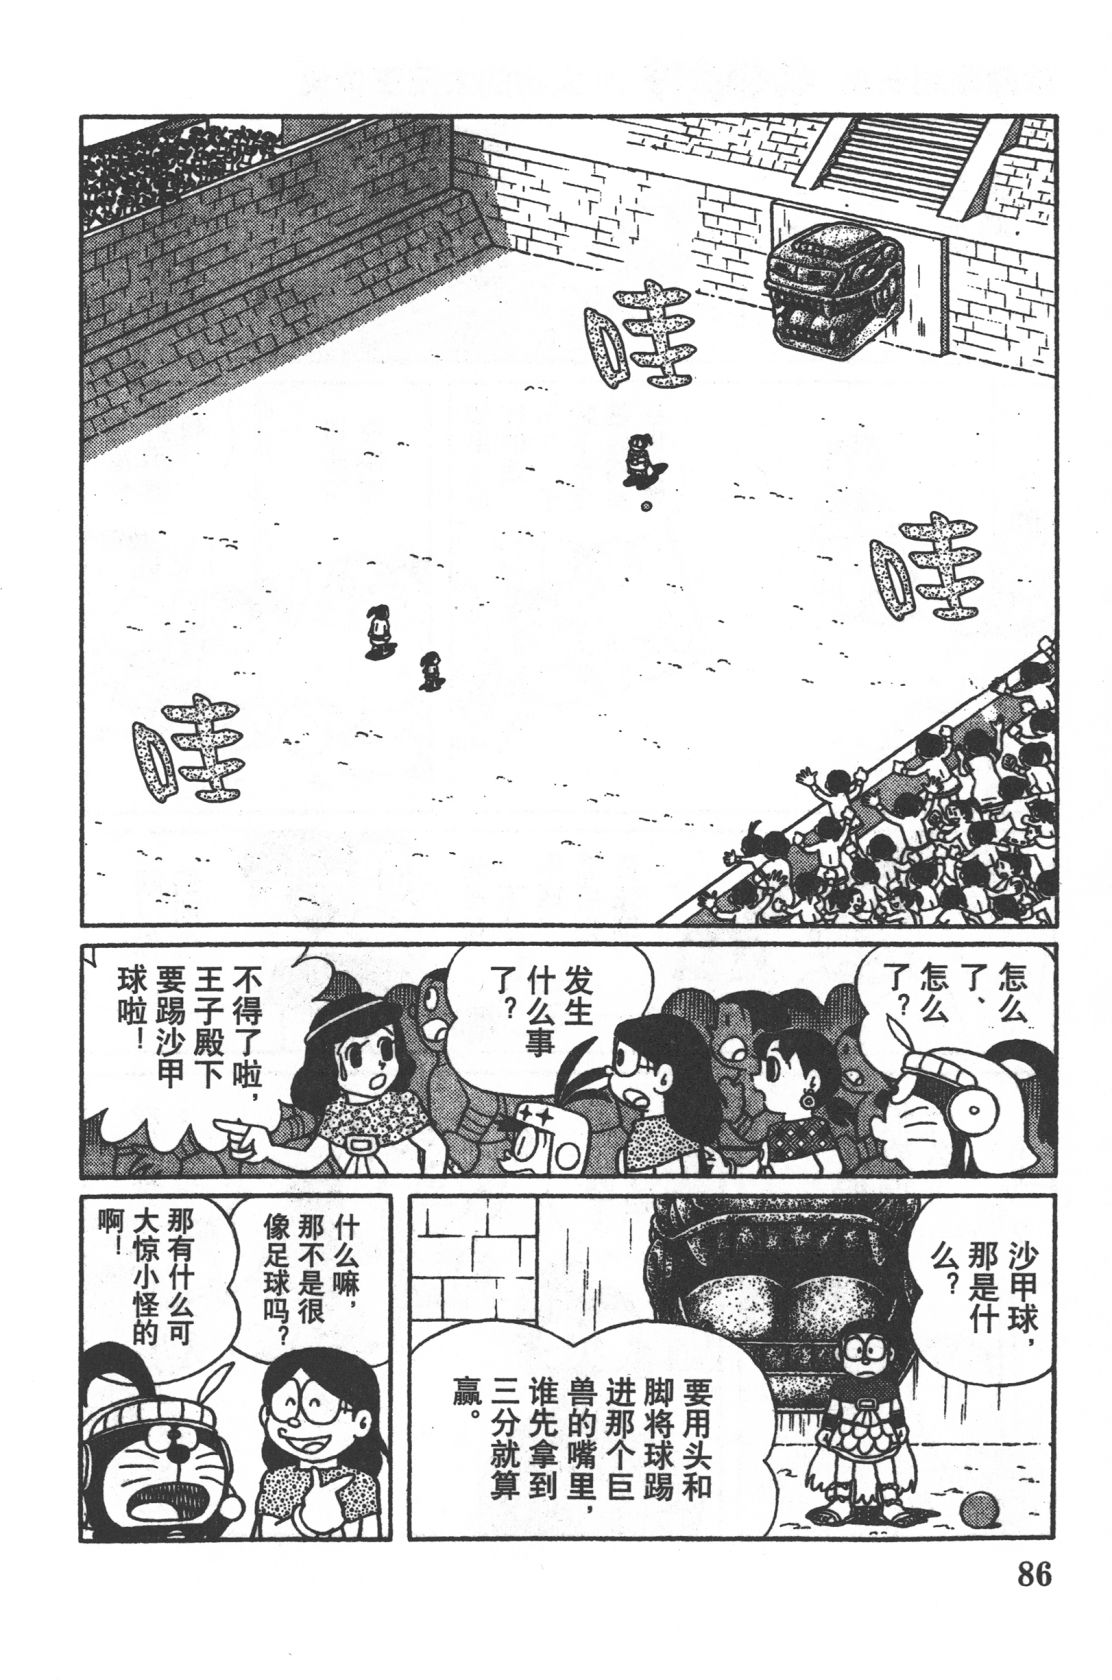 哇
哇
哇
怎么
了、
怎么
了？
发生
什么事
了？
不得了啦，
王子殿下
要踢沙甲
球啦！
沙甲球，
那是什
么？
要用头和
脚将球踢
进那个巨
兽的嘴里，
谁先拿到
三分就算
赢。
什么嘛，
那不是很
像足球吗？
那有什么可
大惊小怪的
啊！
86